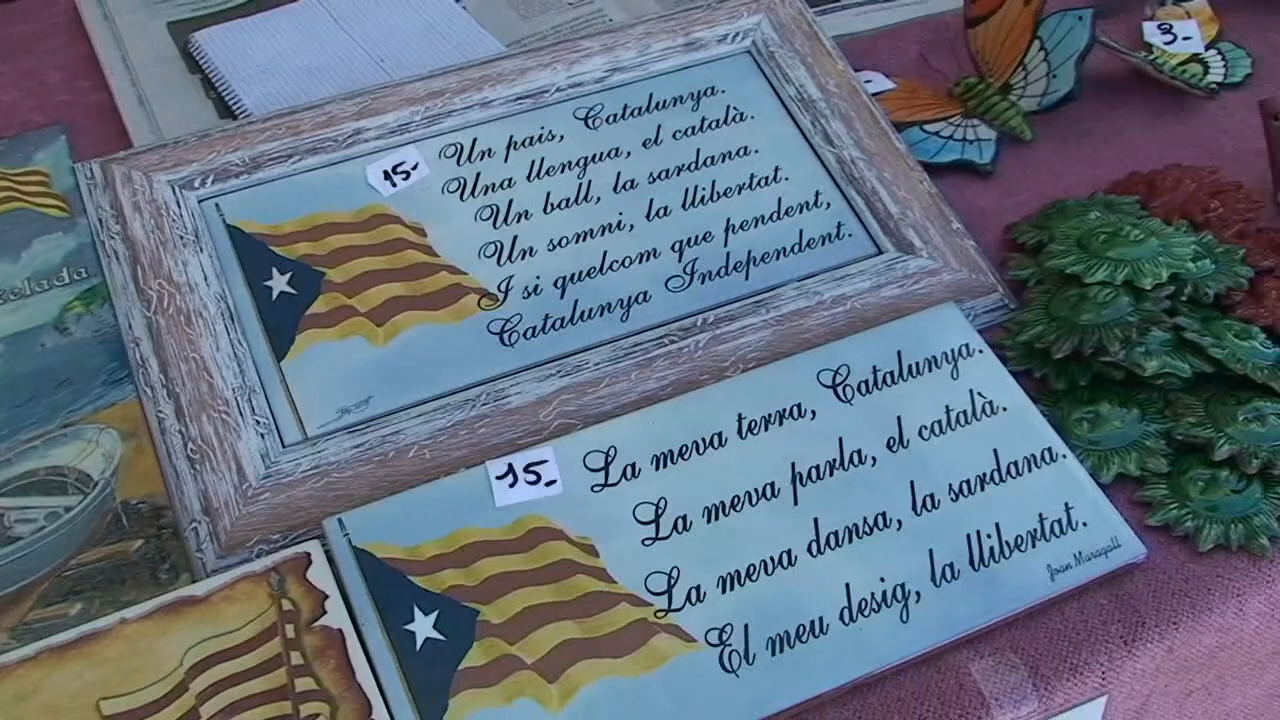 3.-
15.-
Un pais, Catalunya.
Una llengua, el català.
Un ball, la sardana.
Un somni, la llibertat.
I si quelcom que pendent,
Catalunya Independent.
elada
15.-
La meva terra, Catalunya.
La meva parla, el català.
La meva dansa, la sardana.
El meu desig, la llibertat.
Joan Maragall